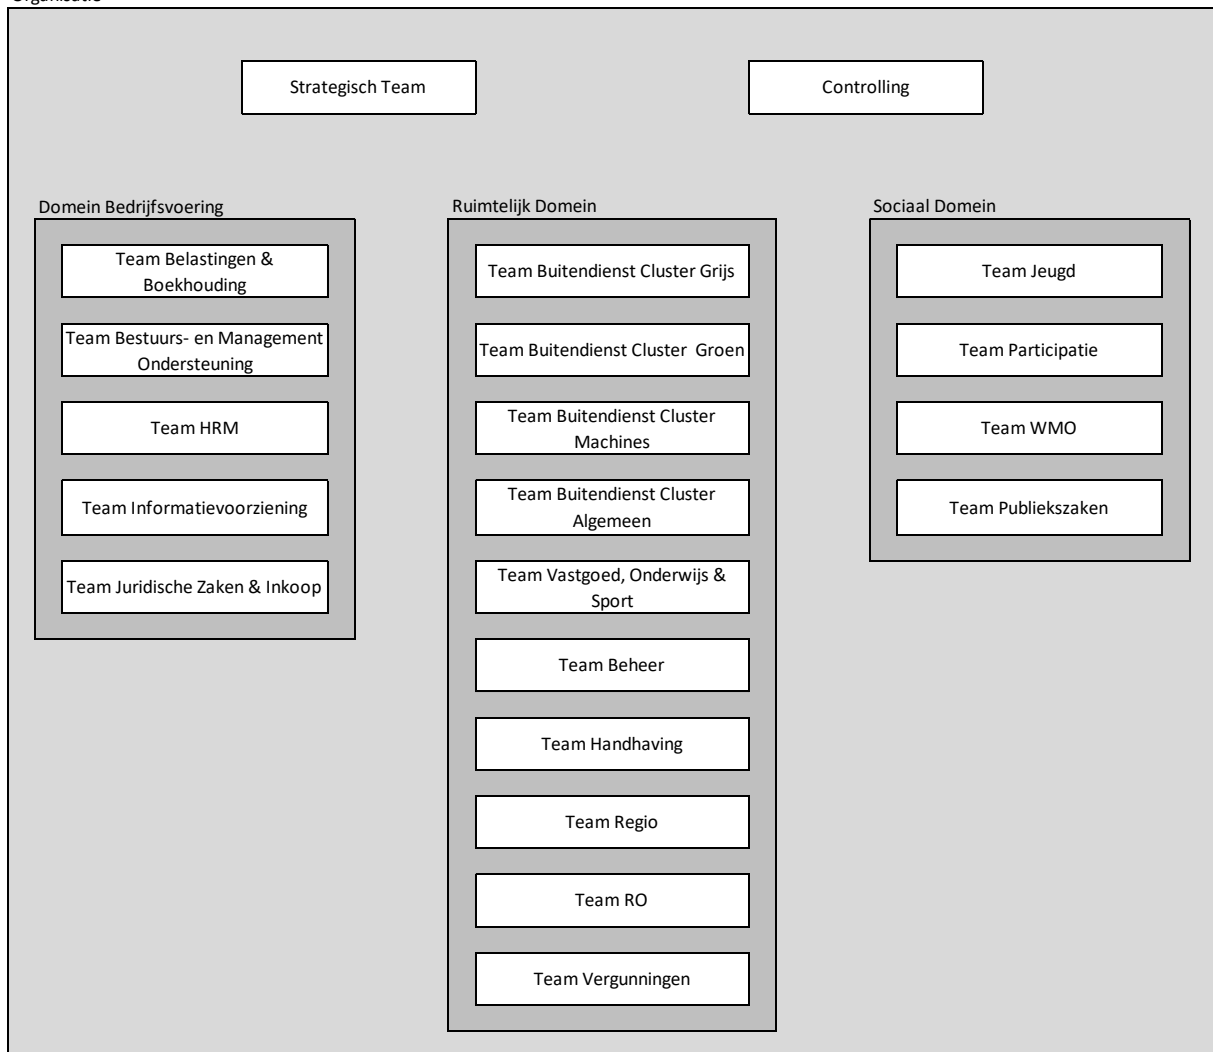 Organisatie
Strategisch Team
Controlling
Domein Bedrijfsvoering
Team Belastingen &
Boekhouding
Team Bestuurs- en Management
Ondersteuning
Team HRM
Team Informatievoorziening
Team Juridische Zaken & Inkoop
Ruimtelijk Domein
Team Buitendienst Cluster Grijs
Team Buitendienst Cluster  Groen
Team Buitendienst Cluster
Machines
Team Buitendienst Cluster
Algemeen
Team Vastgoed, Onderwijs &
Sport
Team Beheer
Team Handhaving
Team Regio
Team RO
Team Vergunningen
Sociaal Domein
Team Jeugd
Team Participatie
Team WMO
Team Publiekszaken